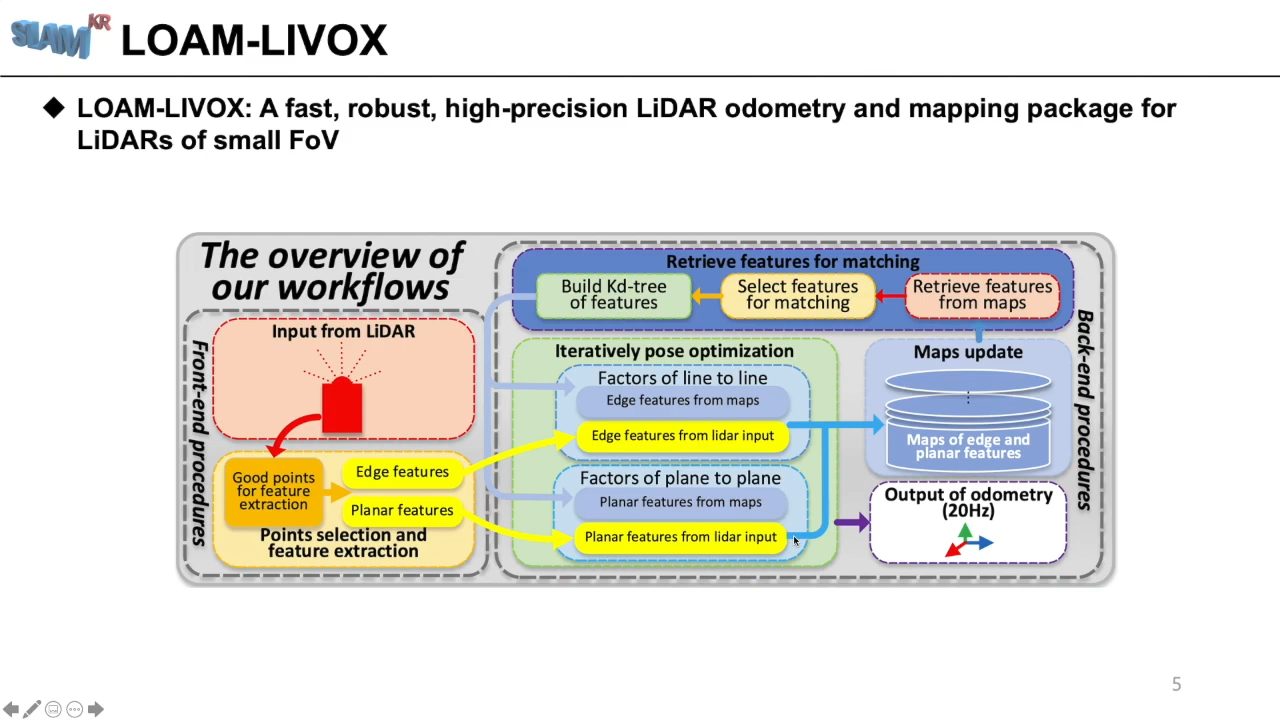 SLAM KR
LOAM-LIVOX
LOAM-LIVOX: A fast, robust, high-precision LiDAR odometry and mapping package for
LiDARs of small FoV
The overview of
our workflows
Front-end procedures
Input from LiDAR
Good points
for feature
extraction
Edge features
Planar features
Points selection and
feature extraction
Retrieve features for matching
Build Kd-tree
of features
Select features
for matching
Retrieve features
from maps
Iteratively pose optimization
Factors of line to line
Edge features from maps
Edge features from lidar input
Factors of plane to plane
Planar features from maps
Planar features from lidar input
Maps update
Maps of edge and
planar features
Output of odometry
(20Hz)
Back-end procedures
5